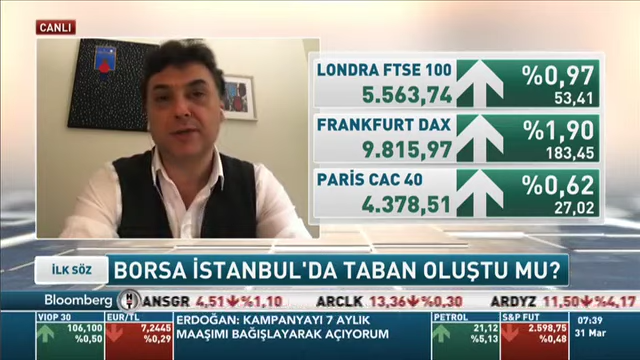 CANLI
LONDRA FTSE 100
5.563,74
%0,97
53,41
FRANKFURT DAX
9.815,97
%1,90
183,45
PARİS CAC 40
4.378,51
%0,62
27,02
İLK SÖZ
BORSA İSTANBUL'DA TABAN OLUŞTU MU?
Bloomberg HT ANSGR 4,51 %1,10 ARCLK 13,36 %0,30 ARDYZ 11,50 %4,17
VIOP 30
106,100
%0,50
EUR/TL
7,2445
%0,29
ERDOĞAN: KAMPANYAYI 7 AYLIK
MAAŞIMI BAĞIŞLAYARAK AÇIYORUM
PETROL
21,12
%5,13
S&P FUT
2.598,75
%0,48
07:39
31 Mar